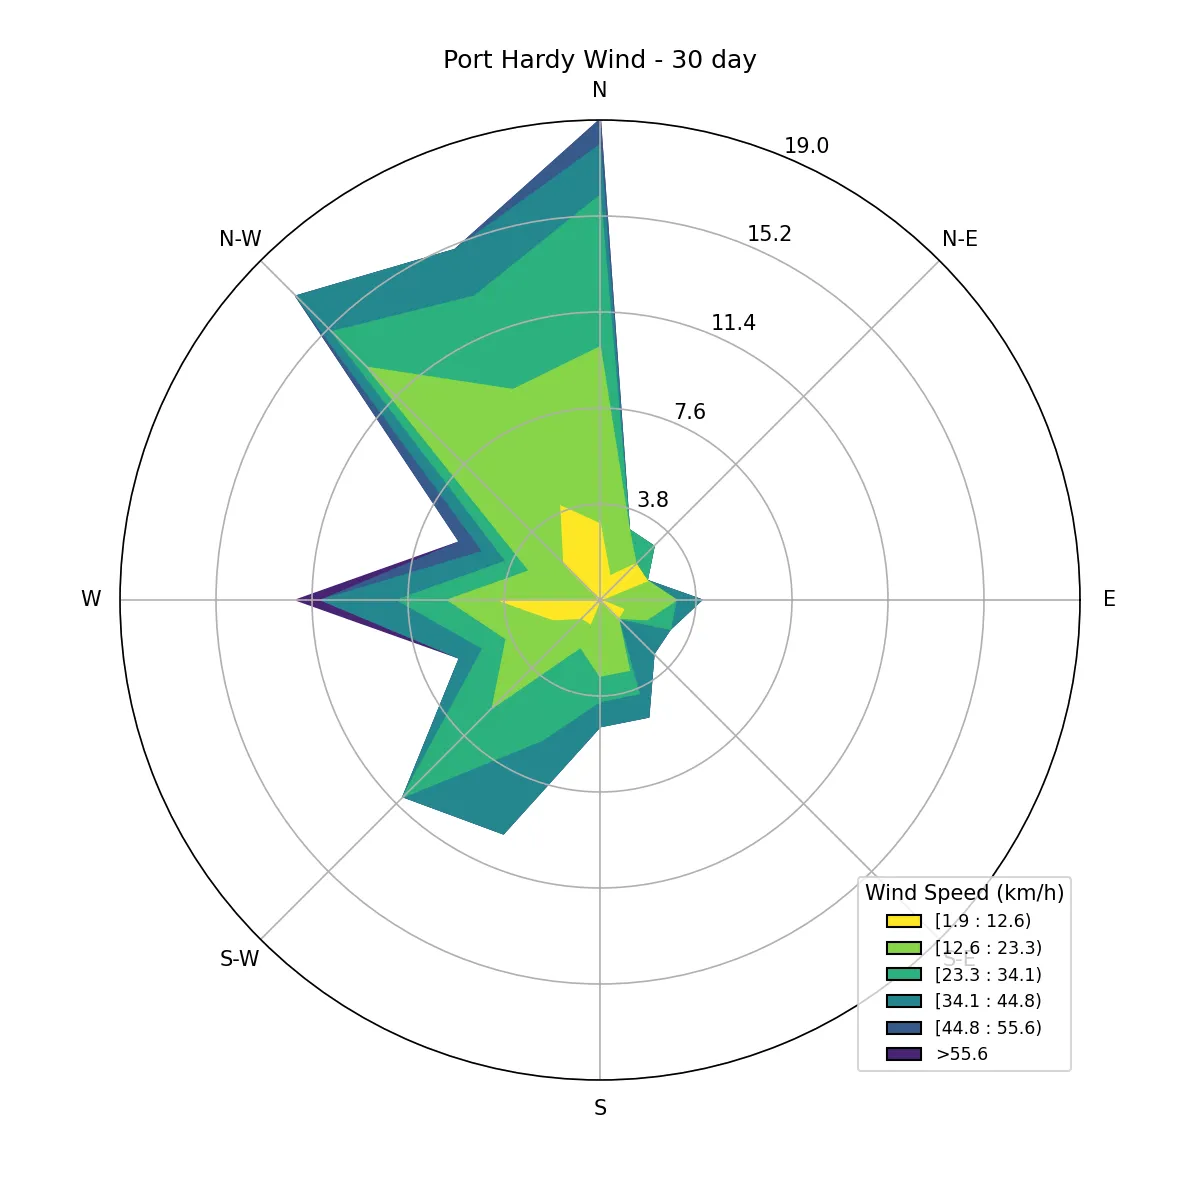 Port Hardy Wind - 30 day
N
19.0
N-W
15.2
N-E
11.4
7.6
3.8
W
E
Wind Speed (km/h)
[1.9 : 12.6)
[12.6 : 23.3)
[23.3 : 34.1)
[34.1 : 44.8)
[44.8 : 55.6)
>55.6
S-W
S-E
S